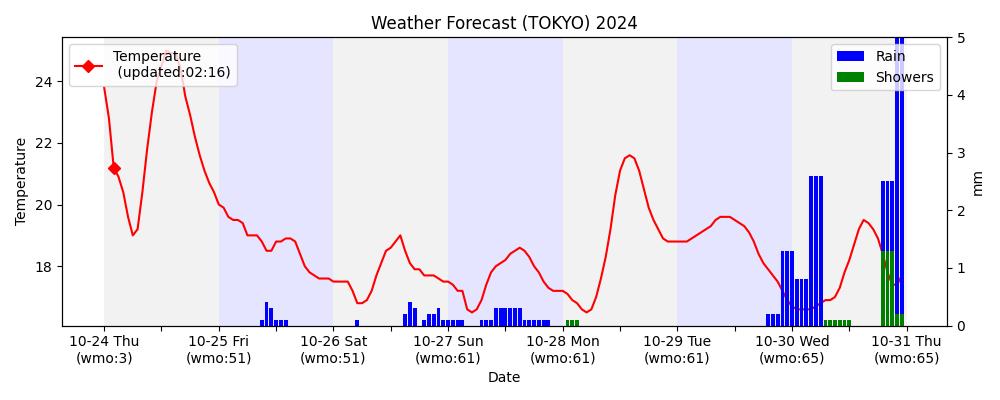 Weather Forecast (TOKYO) 2024
Temperature
(updated:02:16)
Rain
Showers
24
22
20
18
Temperature
5
4
3
2
1
0
mm
10-24 Thu 10-25 Fri 10-26 Sat 10-27 Sun 10-28 Mon 10-29 Tue 10-30 Wed 10-31 Thu
(wmo:3) (wmo:51) (wmo:51) (wmo:61) (wmo:61) (wmo:61) (wmo:65) (wmo:65)
Date